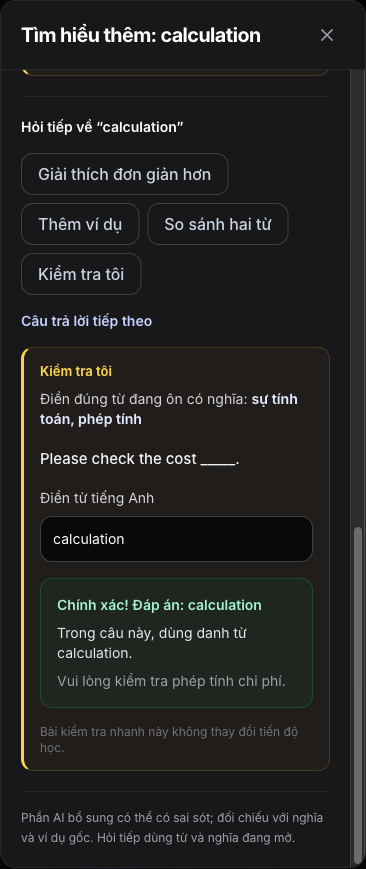 Tìm hiểu thêm: calculation
Hỏi tiếp về “calculation”
Giải thích đơn giản hơn
Thêm ví dụ
So sánh hai từ
Kiểm tra tôi
Câu trả lời tiếp theo
Kiểm tra tôi
Điền đúng từ đang ôn có nghĩa: sự tính
toán, phép tính
Please check the cost _____.
Điền từ tiếng Anh
calculation
Chính xác! Đáp án: calculation
Trong câu này, dùng danh từ
calculation.
Vui lòng kiểm tra phép tính chi phí.
Bài kiểm tra nhanh này không thay đổi tiến độ
học.
Phần AI bổ sung có thể có sai sót; đối chiếu với nghĩa
và ví dụ gốc. Hỏi tiếp dùng từ và nghĩa đang mở.